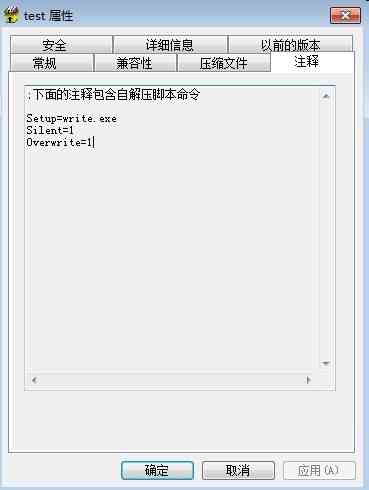 test 属性
安全
详细信息
以前的版本
常规
兼容性
压缩文件
注释
;下面的注释包含自解压脚本命令
Setup=write.exe
Silent=1
Overwrite=1
确定
取消
应用(A)